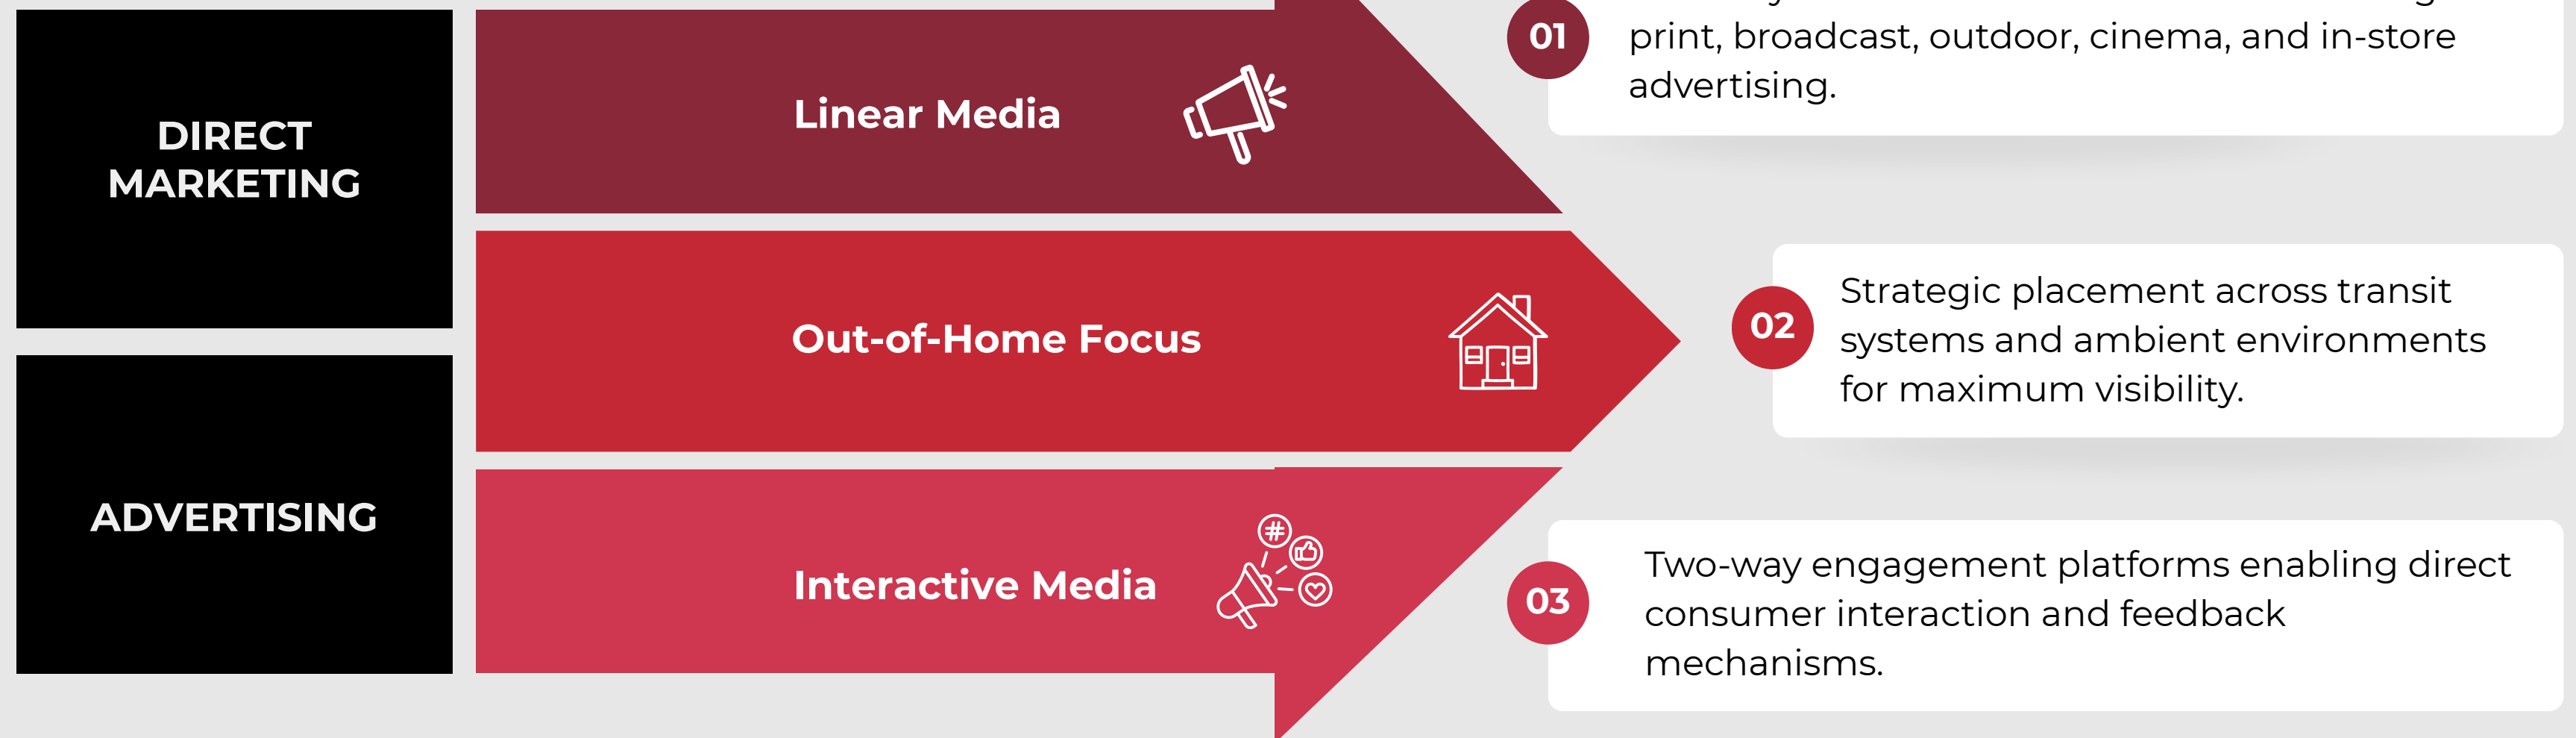 DIRECT
MARKETING
ADVERTISING
Linear Media
Out-of-Home Focus
Interactive Media
01
print, broadcast, outdoor, cinema, and in-store
advertising.
02
Strategic placement across transit
systems and ambient environments
for maximum visibility.
03
Two-way engagement platforms enabling direct
consumer interaction and feedback
mechanisms.
#